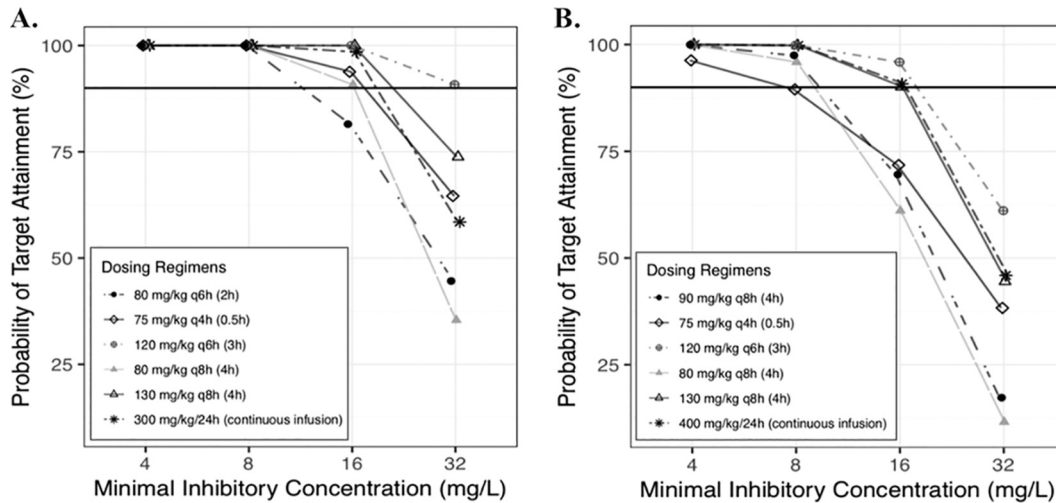 A.
Probability of Target Attainment (%)
100
75
50
25
Dosing Regimens
80 mg/kg q6h (2h)
75 mg/kg q4h (0.5h)
120 mg/kg q6h (3h)
80 mg/kg q8h (4h)
130 mg/kg q8h (4h)
300 mg/kg/24h (continuous infusion)
4 8 16 32
Minimal Inhibitory Concentration (mg/L)
B.
Probability of Target Attainment (%)
100
75
50
25
Dosing Regimens
90 mg/kg q8h (4h)
75 mg/kg q4h (0.5h)
120 mg/kg q6h (3h)
80 mg/kg q8h (4h)
130 mg/kg q8h (4h)
400 mg/kg/24h (continuous infusion)
4 8 16 32
Minimal Inhibitory Concentration (mg/L)